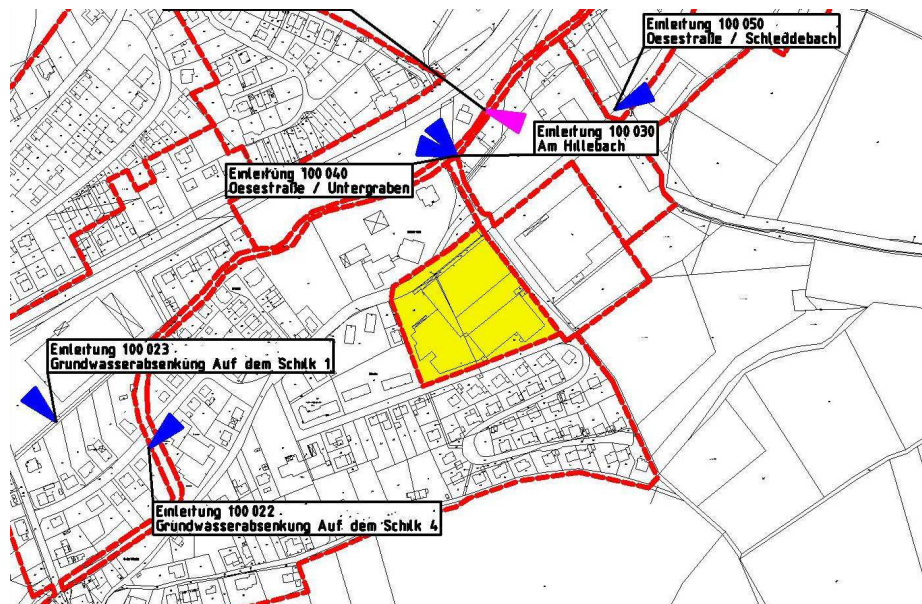 Einleitung 100 050
Oesestraße / Schleddebach
Einleitung 100 030
Am Hillebach
Einleitung 100 040
Oesestraße / Untergraben
Einleitung 100 023
Grundwasserabsenkung Auf dem Schilk 1
Einleitung 100 022
Grundwasserabsenkung Auf dem Schilk 4